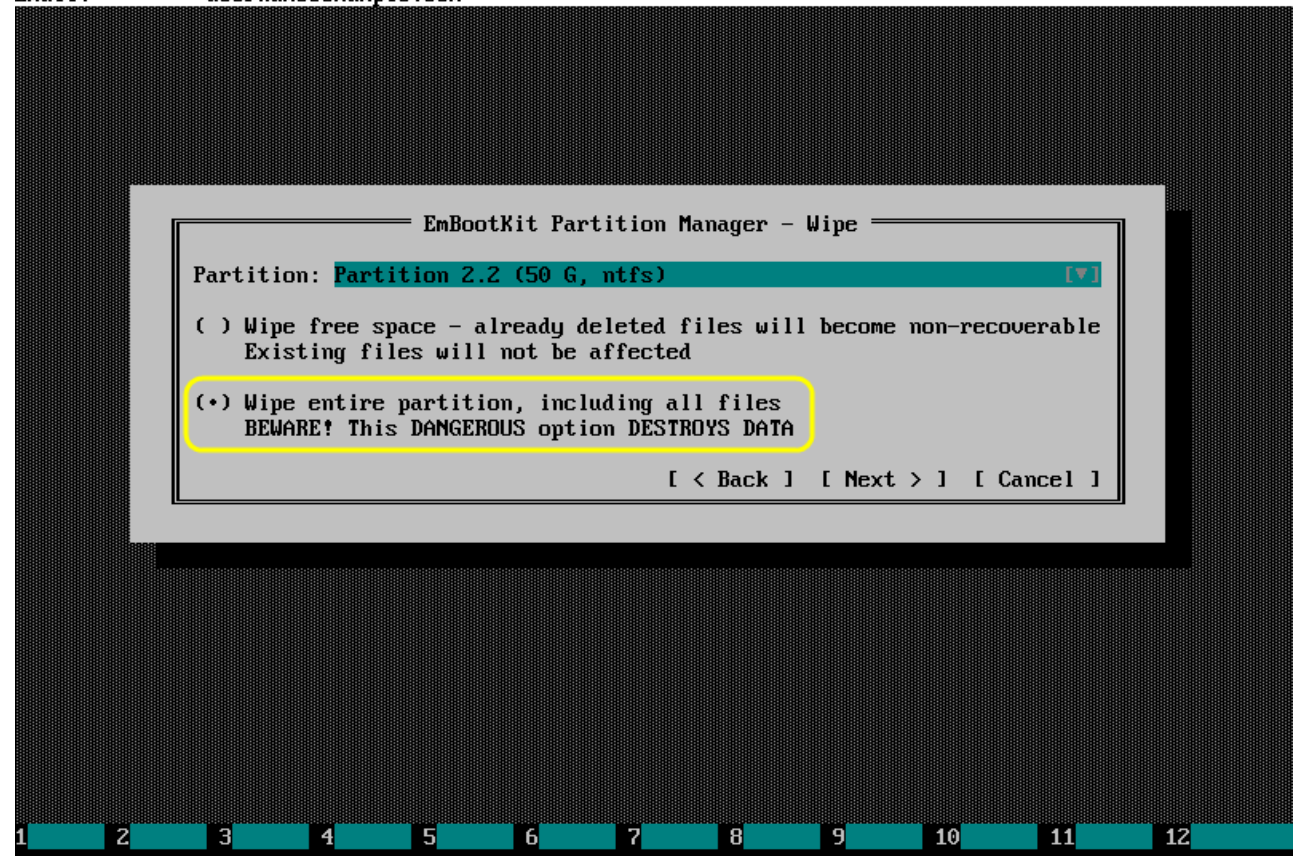 EmBootKit Partition Manager - Wipe
Partition: Partition 2.2 (50 G, ntfs) [▼]
( ) Wipe free space - already deleted files will become non-recoverable
Existing files will not be affected
(•) Wipe entire partition, including all files
BEWARE! This DANGEROUS option DESTROYS DATA
[ < Back ] [ Next > ] [ Cancel ]
1 2 3 4 5 6 7 8 9 10 11 12